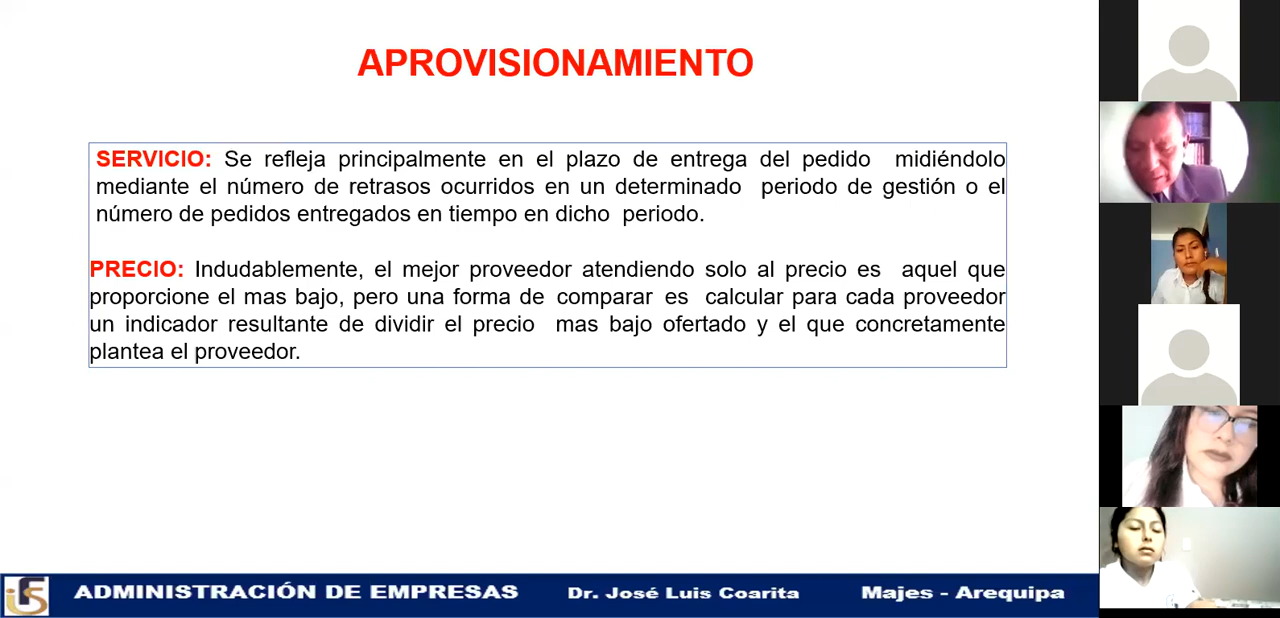 APROVISIONAMIENTO
SERVICIO: Se refleja principalmente en el plazo de entrega del pedido midiéndolo
mediante el número de retrasos ocurridos en un determinado periodo de gestión o el
número de pedidos entregados en tiempo en dicho periodo.
PRECIO: Indudablemente, el mejor proveedor atendiendo solo al precio es aquel que
proporcione el mas bajo, pero una forma de comparar es calcular para cada proveedor
un indicador resultante de dividir el precio mas bajo ofertado y el que concretamente
plantea el proveedor.
ADMINISTRACIÓN DE EMPRESAS Dr. José Luis Coarita Majes - Arequipa